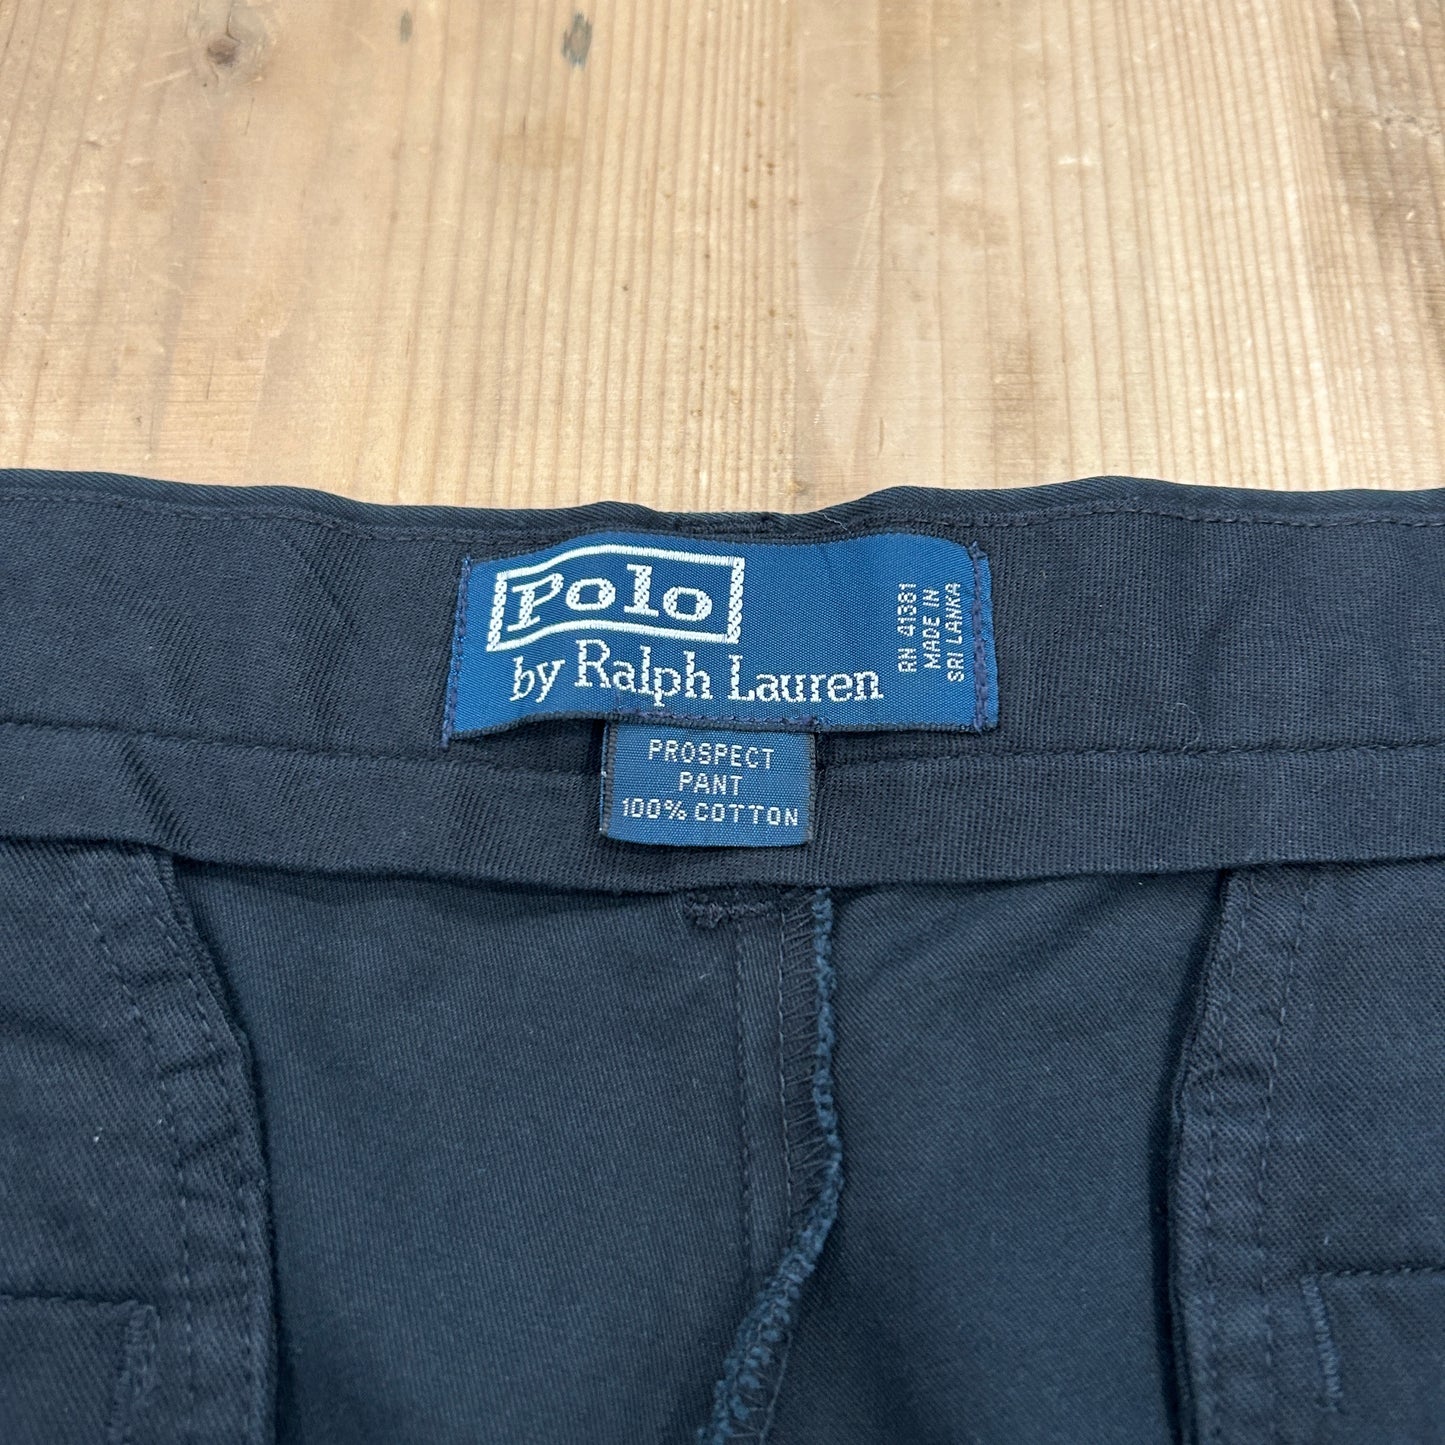 Polo
by Ralph Lauren
RN 41381
MADE IN
SRI LANKA
PROSPECT
PANT
100% COTTON